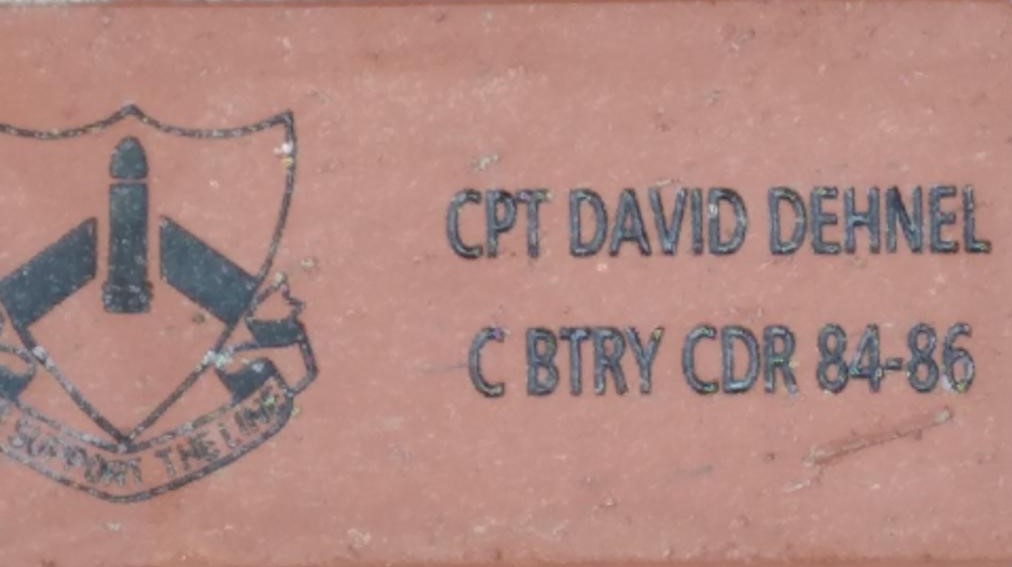 CPT DAVID DEHNEL
C BTRY CDR 84-86
SUPPORT THE LINE